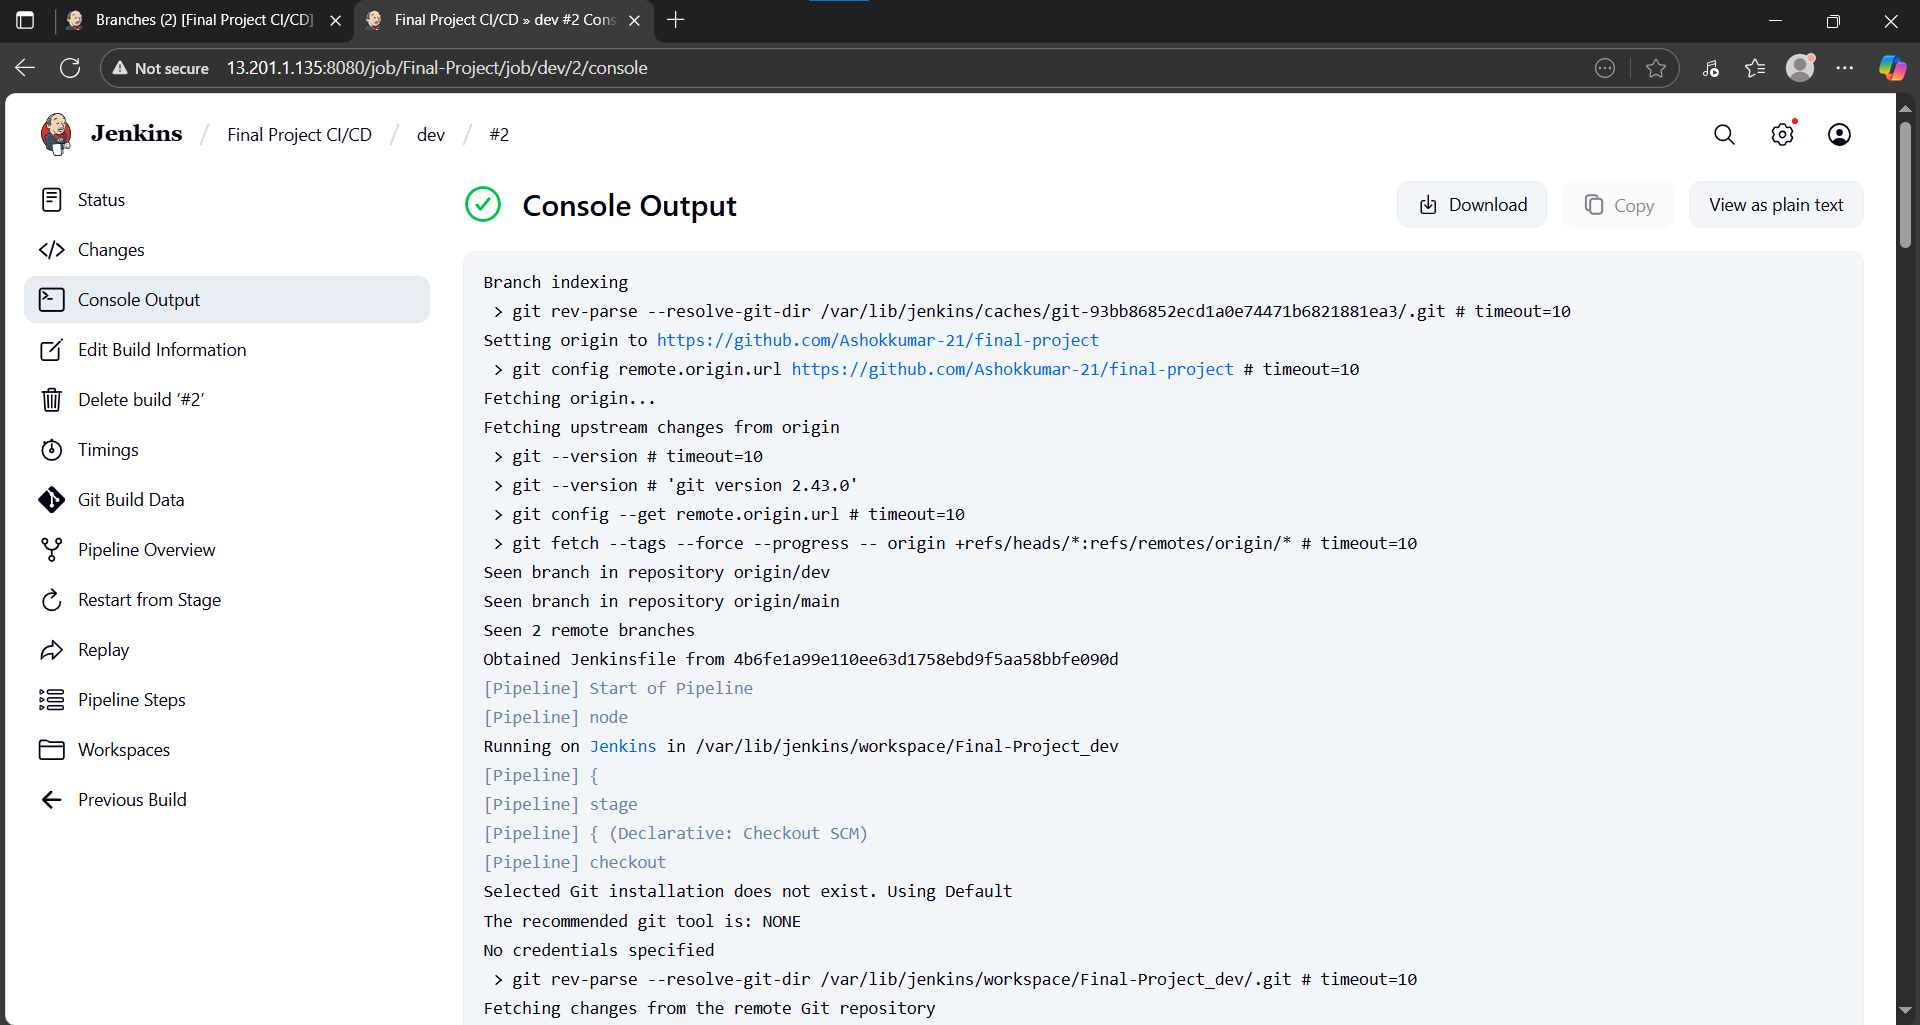 Branches (2) [Final Project CI/CD]
Final Project CI/CD » dev #2 Cons
Not secure 13.201.1.135:8080/job/Final-Project/job/dev/2/console
Jenkins / Final Project CI/CD / dev / #2
Status
Changes
Console Output
Edit Build Information
Delete build ‘#2’
Timings
Git Build Data
Pipeline Overview
Restart from Stage
Replay
Pipeline Steps
Workspaces
Previous Build
Console Output
Download
Copy
View as plain text
Branch indexing
> git rev-parse --resolve-git-dir /var/lib/jenkins/caches/git-93bb86852ecd1a0e74471b6821881ea3/.git # timeout=10
Setting origin to https://github.com/Ashokkumar-21/final-project
> git config remote.origin.url https://github.com/Ashokkumar-21/final-project # timeout=10
Fetching origin...
Fetching upstream changes from origin
> git --version # timeout=10
> git --version # 'git version 2.43.0'
> git config --get remote.origin.url # timeout=10
> git fetch --tags --force --progress -- origin +refs/heads/*:refs/remotes/origin/* # timeout=10
Seen branch in repository origin/dev
Seen branch in repository origin/main
Seen 2 remote branches
Obtained Jenkinsfile from 4b6fe1a99e110ee63d1758ebd9f5aa58bbfe090d
[Pipeline] Start of Pipeline
[Pipeline] node
Running on Jenkins in /var/lib/jenkins/workspace/Final-Project_dev
[Pipeline] {
[Pipeline] stage
[Pipeline] { (Declarative: Checkout SCM)
[Pipeline] checkout
Selected Git installation does not exist. Using Default
The recommended git tool is: NONE
No credentials specified
> git rev-parse --resolve-git-dir /var/lib/jenkins/workspace/Final-Project_dev/.git # timeout=10
Fetching changes from the remote Git repository